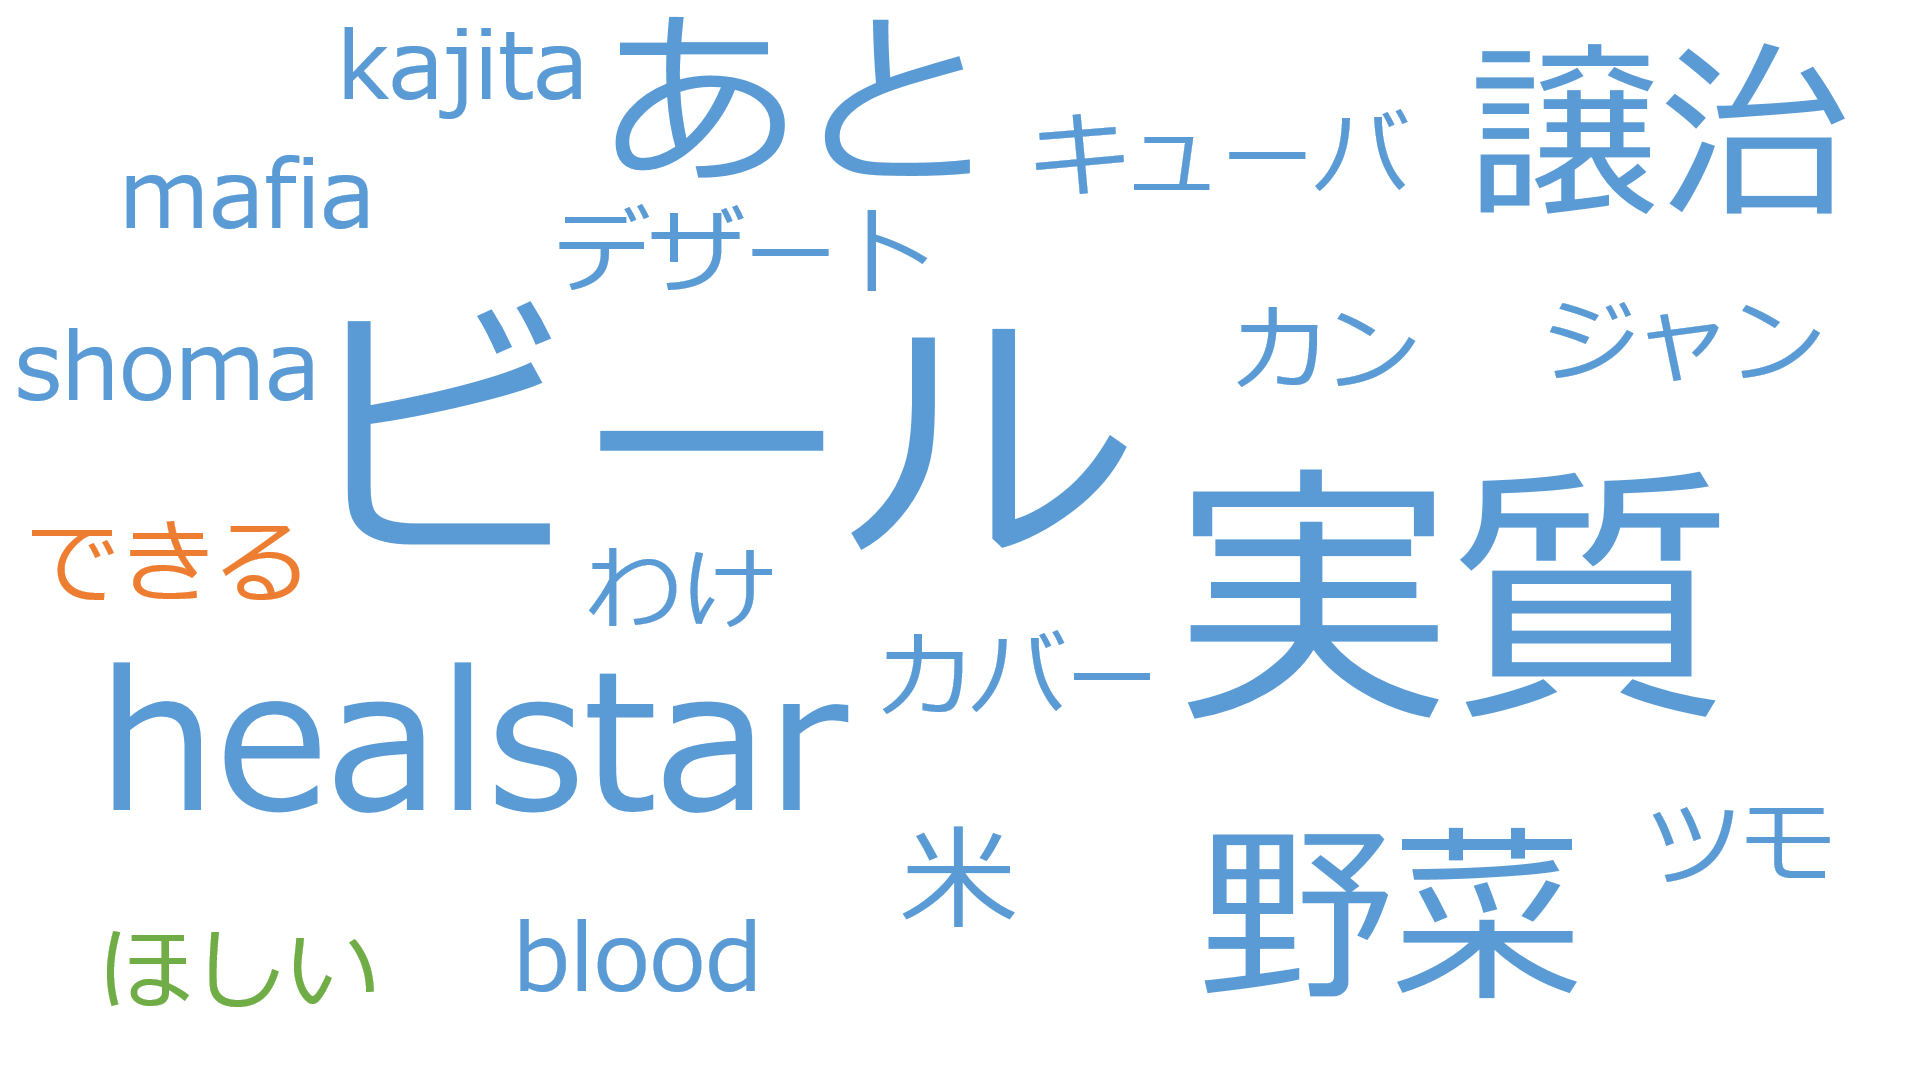 kajita
あと
キューバ
譲治
mafia
デザート
shoma
ビール
カン
ジャン
できる
わけ
実質
healstar
カバー
米
野菜
ツモ
ほしい
blood